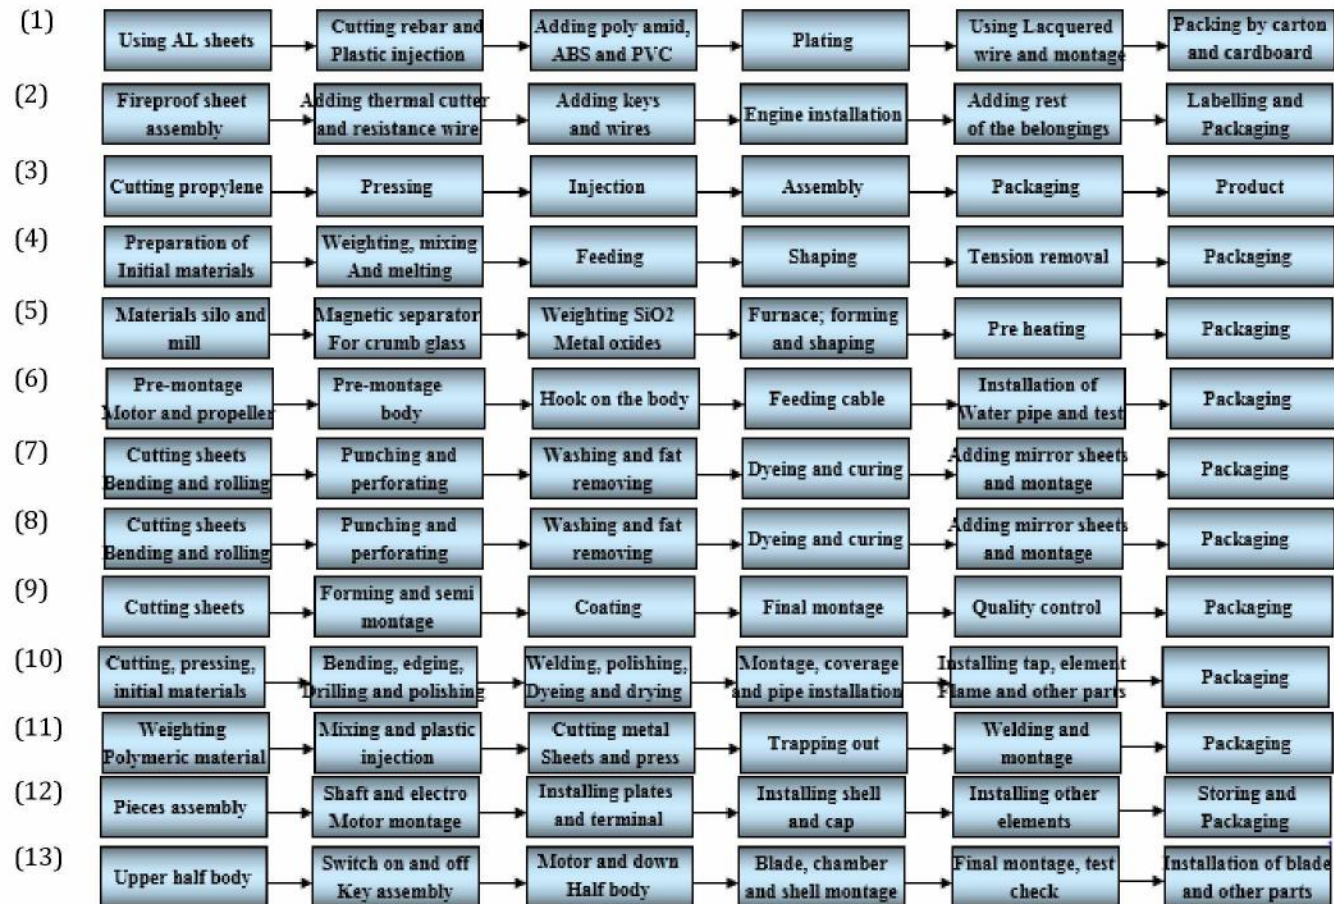 (1)
Using AL sheets
Cutting rebar and
Plastic injection
Adding poly amid,
ABS and PVC
Plating
Using Lacquered
wire and montage
Packing by carton
and cardboard
(2)
Fireproof sheet
assembly
Adding thermal cutter
and resistance wire
Adding keys
and wires
Engine installation
Adding rest
of the belongings
Labelling and
Packaging
(3)
Cutting propylene
Pressing
Injection
Assembly
Packaging
Product
(4)
Preparation of
Initial materials
Weighting, mixing
And melting
Feeding
Shaping
Tension removal
Packaging
(5)
Materials silo and
mill
Magnetic separator
For crumb glass
Weighting SiO2
Metal oxides
Furnace; forming
and shaping
Pre heating
Packaging
(6)
Pre-montage
Motor and propeller
Pre-montage
body
Hook on the body
Feeding cable
Installation of
Water pipe and test
Packaging
(7)
Cutting sheets
Bending and rolling
Punching and
perforating
Washing and fat
removing
Dyeing and curing
Adding mirror sheets
and montage
Packaging
(8)
Cutting sheets
Bending and rolling
Punching and
perforating
Washing and fat
removing
Dyeing and curing
Adding mirror sheets
and montage
Packaging
(9)
Cutting sheets
Forming and semi
montage
Coating
Final montage
Quality control
Packaging
(10)
Cutting, pressing,
initial materials
Bending, edging,
Drilling and polishing
Welding, polishing,
Dyeing and drying
Montage, coverage
and pipe installation
Installing tap, element
Flame and other parts
Packaging
(11)
Weighting
Polymeric material
Mixing and plastic
injection
Cutting metal
Sheets and press
Trapping out
Welding and
montage
Packaging
(12)
Pieces assembly
Shaft and electro
Motor montage
Installing plates
and terminal
Installing shell
and cap
Installing other
elements
Storing and
Packaging
(13)
Upper half body
Switch on and off
Key assembly
Motor and down
Half body
Blade, chamber
and shell montage
Final montage, test
check
Installation of blade
and other parts